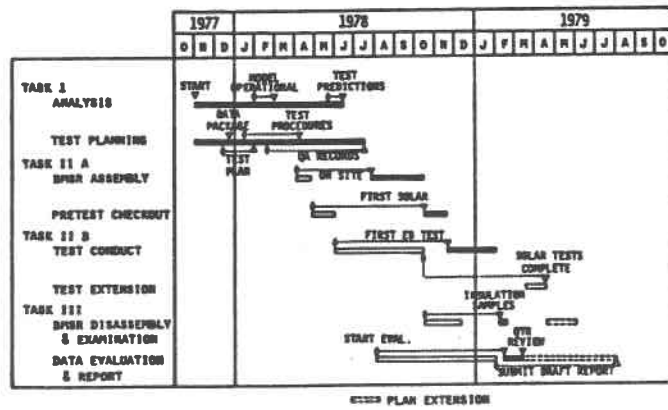 1977 1978 1979
O N D J F M A M J J A S O N D J F M A M J J A S O
TASK I
ANALYSIS
START
MODEL OPERATIONAL
TEST PREDICTIONS
TEST PLANNING
DATA PACKAGE
TEST PROCEDURES
TEST PLAN
QA RECORDS
TASK II A
BMSR ASSEMBLY
ON SITE
PRETEST CHECKOUT
FIRST SOLAR
TASK II B
TEST CONDUCT
FIRST EO TEST
SOLAR TESTS COMPLETE
TEST EXTENSION
TASK III
BMSR DISASSEMBLY
& EXAMINATION
INSULATION SAMPLES
DATA EVALUATION
& REPORT
START EVAL.
QTR REVIEW
SUBMIT DRAFT REPORT
PLAN EXTENSION